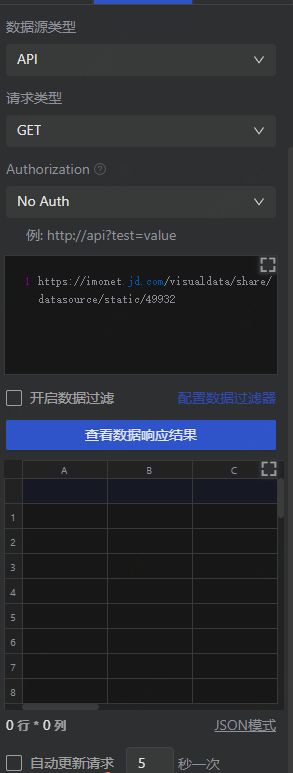 数据源类型
API
请求类型
GET
Authorization
No Auth
例: http://api?test=value
1 https://imonet.jd.com/visualdata/share/
datasource/static/49932
开启数据过滤 配置数据过滤器
查看数据响应结果
A B C
1
2
3
4
5
6
7
8
0 行 * 0 列 JSON模式
自动更新请求 5 秒一次